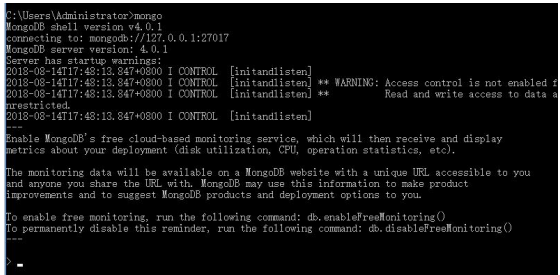 C:\Users\Administrator>mongo
MongoDB shell version v4.0.1
connecting to: mongodb://127.0.0.1:27017
MongoDB server version: 4.0.1
Server has startup warnings:
2018-08-14T17:48:13.847+0800 I CONTROL  [initandlisten]
2018-08-14T17:48:13.847+0800 I CONTROL  [initandlisten] ** WARNING: Access control is not enabled f
2018-08-14T17:48:13.847+0800 I CONTROL  [initandlisten] **          Read and write access to data a
nrestricted.
2018-08-14T17:48:13.847+0800 I CONTROL  [initandlisten]
---
Enable MongoDB's free cloud-based monitoring service, which will then receive and display
metrics about your deployment (disk utilization, CPU, operation statistics, etc).
The monitoring data will be available on a MongoDB website with a unique URL accessible to you
and anyone you share the URL with. MongoDB may use this information to make product
improvements and to suggest MongoDB products and deployment options to you.
To enable free monitoring, run the following command: db.enableFreeMonitoring()
To permanently disable this reminder, run the following command: db.disableFreeMonitoring()
---
>